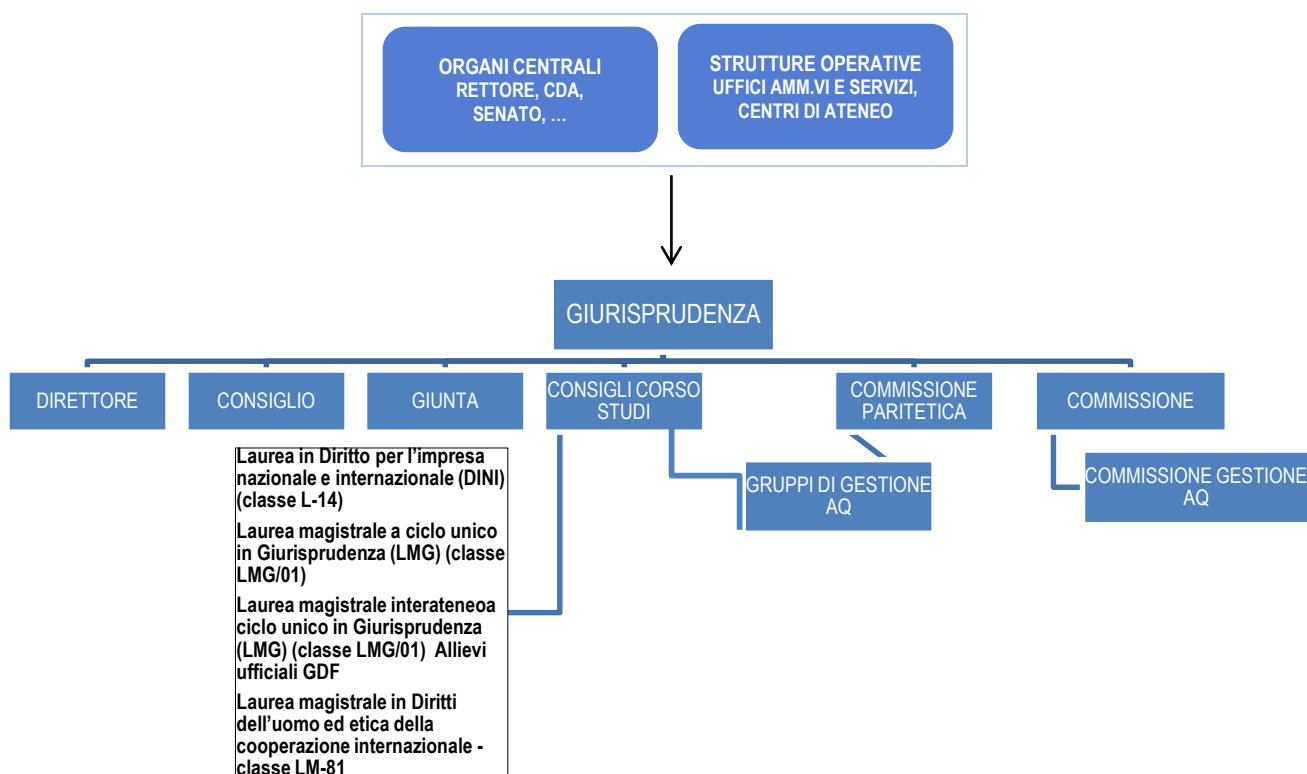 ORGANI CENTRALI
RETTORE, CDA,
SENATO, …
STRUTTURE OPERATIVE
UFFICI AMM.VI E SERVIZI,
CENTRI DI ATENEO
GIURISPRUDENZA
DIRETTORE
CONSIGLIO
GIUNTA
CONSIGLI CORSO
STUDI
COMMISSIONE
PARITETICA
COMMISSIONE
Laurea in Diritto per l'impresa
nazionale e internazionale (DINI)
(classe L-14)
Laurea magistrale a ciclo unico
in Giurisprudenza (LMG) (classe
LMG/01)
Laurea magistrale interateneoa
ciclo unico in Giurisprudenza
(LMG) (classe LMG/01) Allievi
ufficiali GDF
Laurea magistrale in Diritti
dell'uomo ed etica della
cooperazione internazionale -
classe LM-81
GRUPPI DI GESTIONE
AQ
COMMISSIONE GESTIONE
AQ